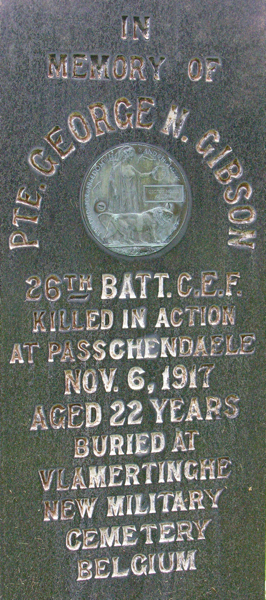 IN
MEMORY OF
PTE. GEORGE N. GIBSON
26TH BATT. C.E.F.
KILLED IN ACTION
AT PASSCHENDAELE
NOV. 6, 1917
AGED 22 YEARS
BURIED AT
VLAMERTINGHE
NEW MILITARY
CEMETERY
BELGIUM